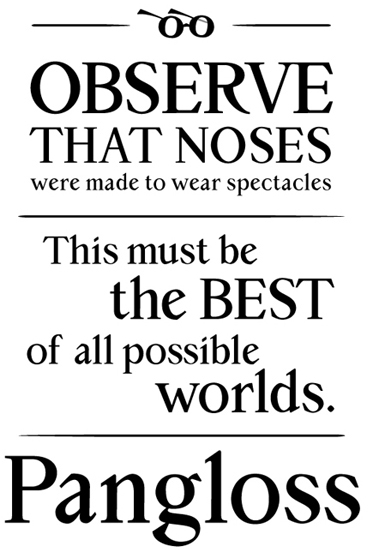 OBSERVE
THAT NOSES
were made to wear spectacles
This must be
the BEST
of all possible
worlds.
Pangloss